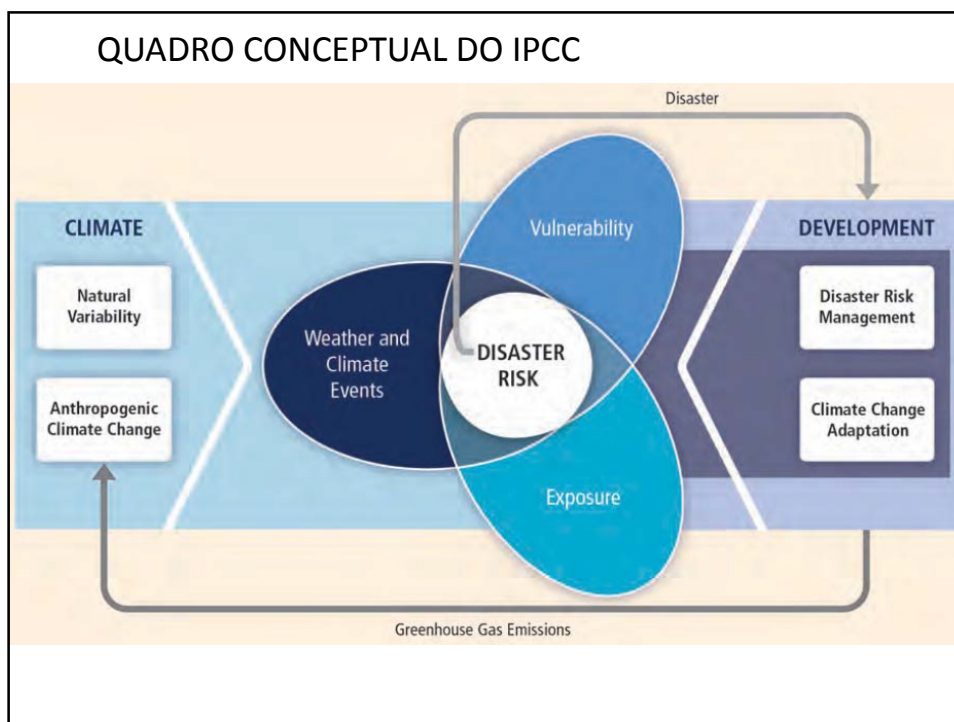 QUADRO CONCEPTUAL DO IPCC
Disaster
CLIMATE
Natural
Variability
Anthropogenic
Climate Change
Weather and
Climate
Events
Vulnerability
DISASTER
RISK
Exposure
DEVELOPMENT
Disaster Risk
Management
Climate Change
Adaptation
Greenhouse Gas Emissions